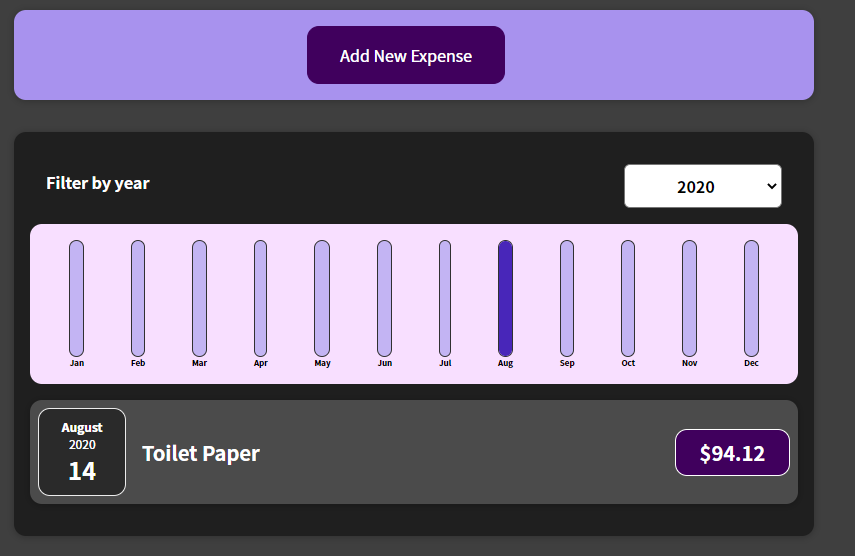 Add New Expense
Filter by year
2020
Jan Feb Mar Apr May Jun Jul Aug Sep Oct Nov Dec
August
2020
14
Toilet Paper
$94.12